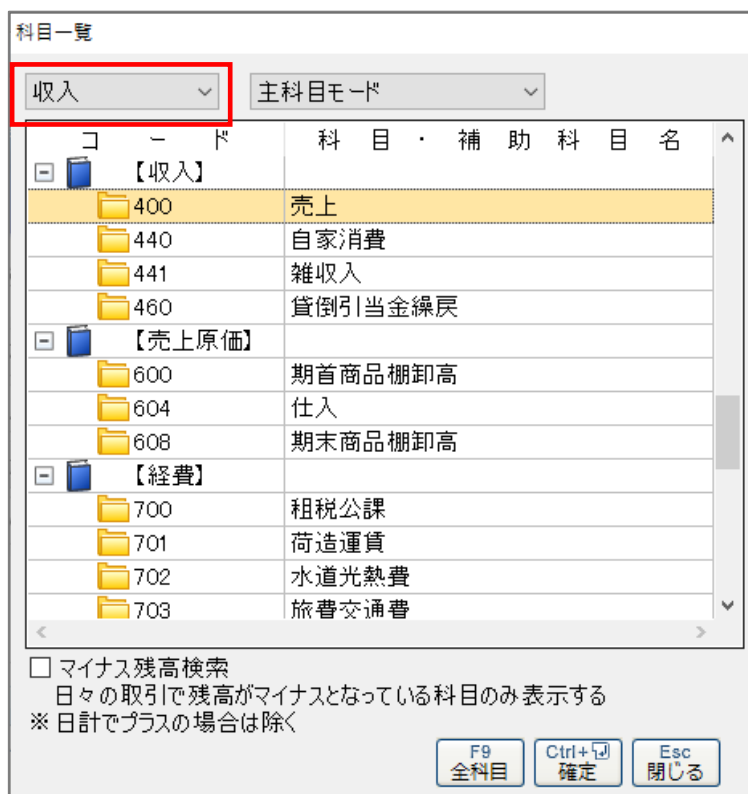 科目一覧
収入 主科目モード
コード 科目・補助科目名
【収入】
400 売上
440 自家消費
441 雑収入
460 貸倒引当金繰戻
【売上原価】
600 期首商品棚卸高
604 仕入
608 期末商品棚卸高
【経費】
700 租税公課
701 荷造運賃
702 水道光熱費
703 旅費交通費
マイナス残高検索
日々の取引で残高がマイナスとなっている科目のみ表示する
※日計でプラスの場合は除く
F9 Ctrl+↵ Esc
全科目 確定 閉じる